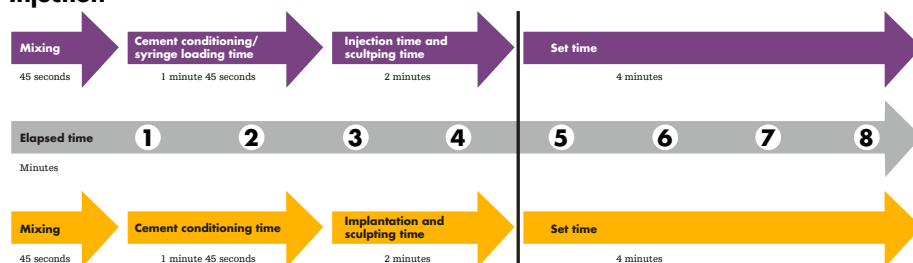 Injection
Mixing
Cement conditioning/
syringe loading time
Injection time and
scultping time
Set time
45 seconds
1 minute 45 seconds
2 minutes
4 minutes
Elapsed time
1 2 3 4 5 6 7 8
Minutes
Mixing
Cement conditioning time
Implantation and
sculpting time
Set time
45 seconds
1 minute 45 seconds
2 minutes
4 minutes